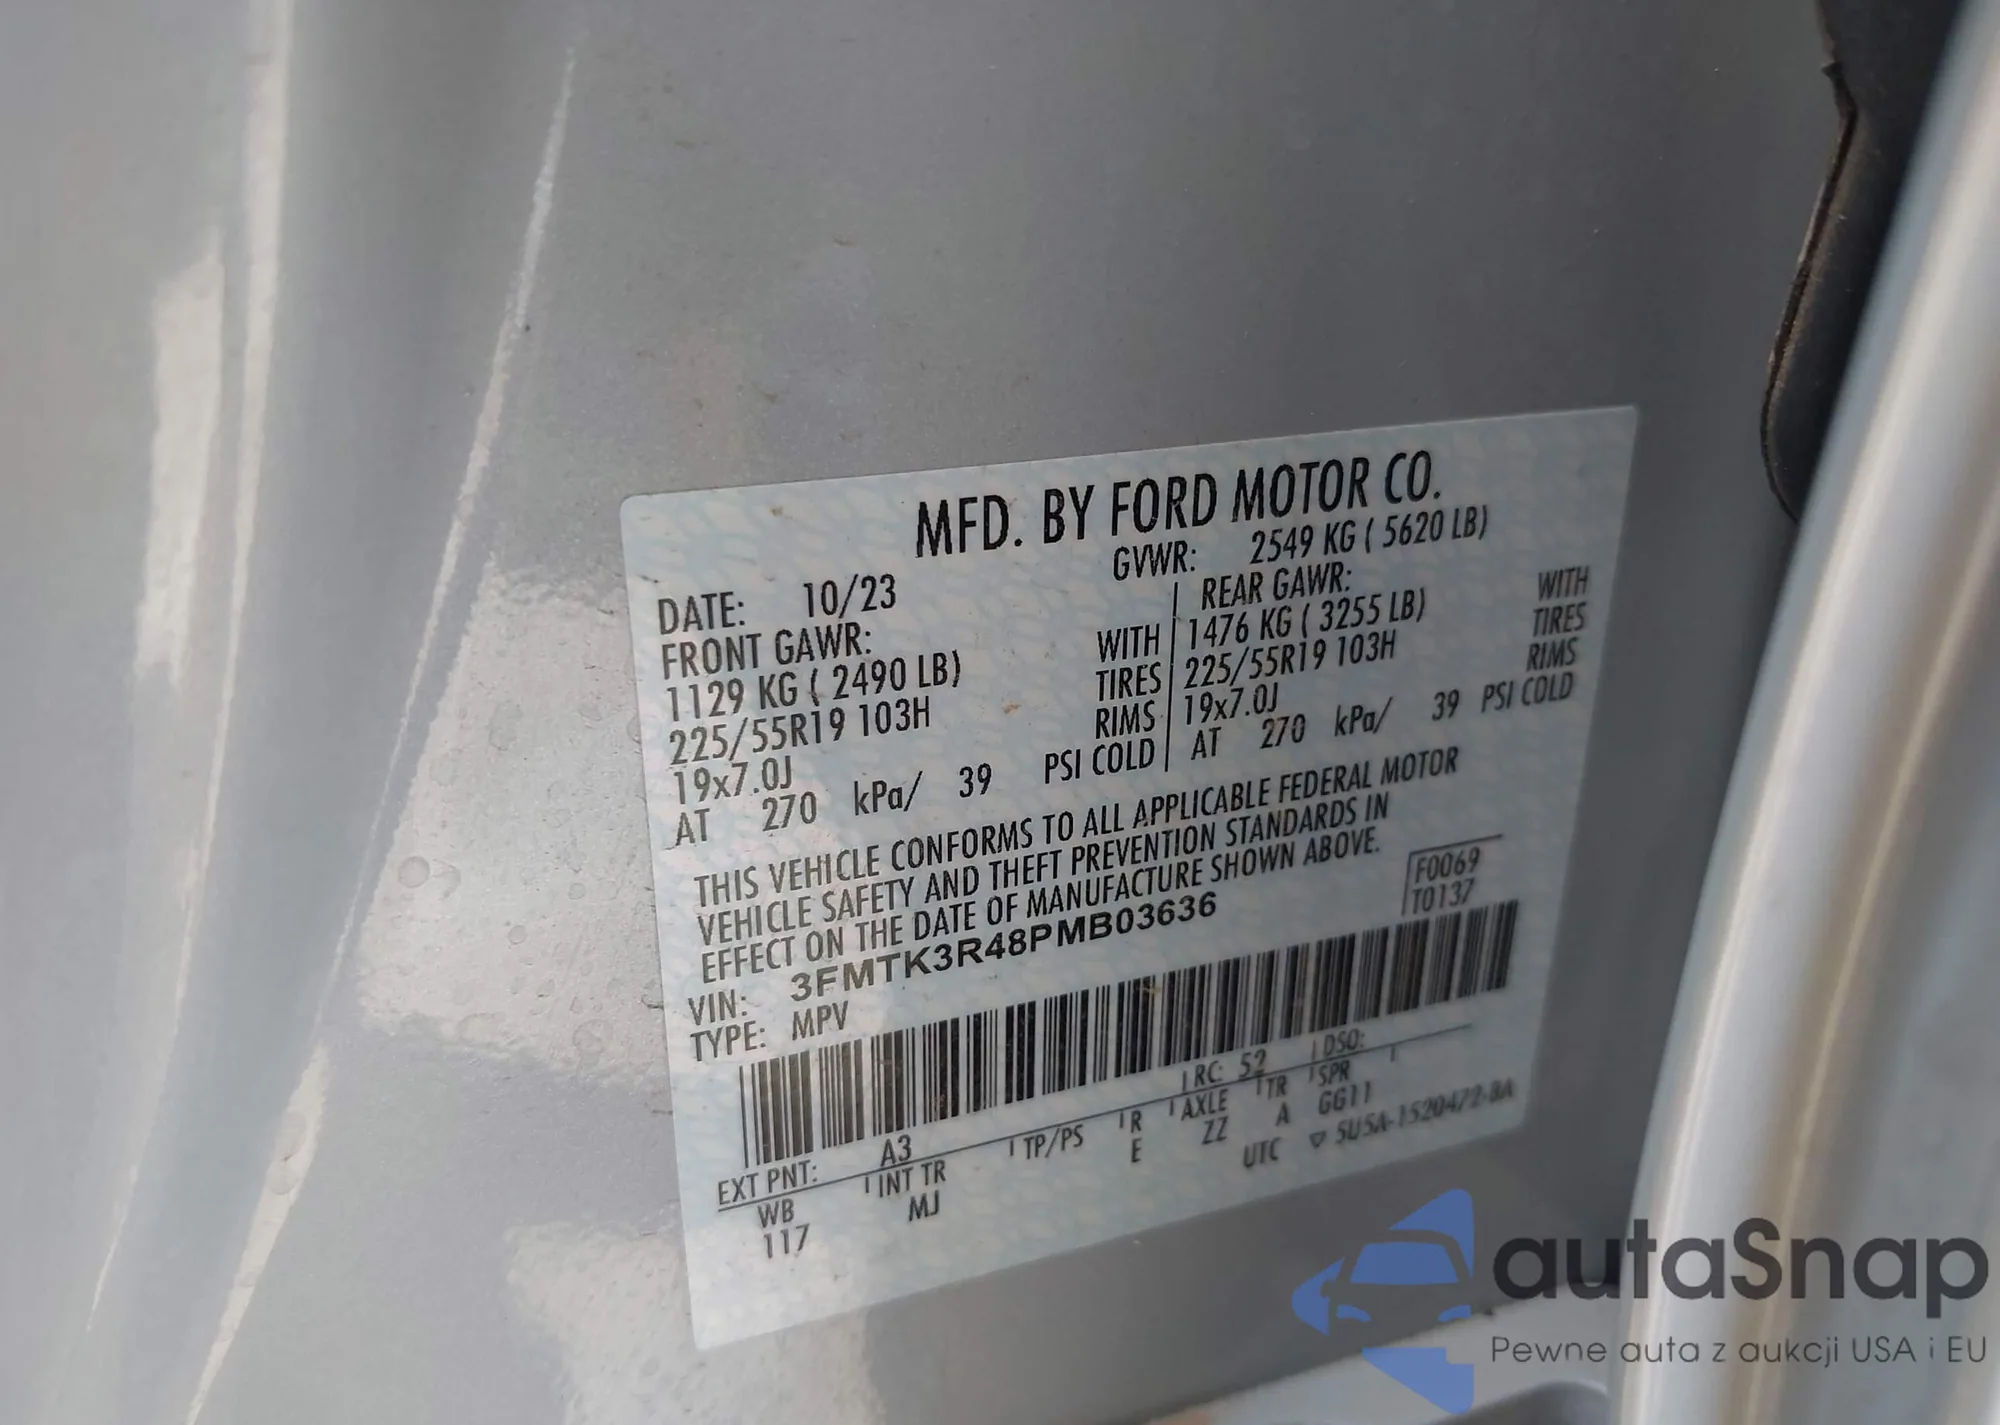 MFD. BY FORD MOTOR CO.
DATE: 10/23 GVWR: 2549 KG ( 5620 LB)
FRONT GAWR: REAR GAWR:
1129 KG ( 2490 LB) WITH 1476 KG ( 3255 LB) WITH
225/55R19 103H TIRES 225/55R19 103H TIRES
19x7.0J RIMS 19x7.0J RIMS
AT 270 kPa/ 39 PSI COLD AT 270 kPa/ 39 PSI COLD
THIS VEHICLE CONFORMS TO ALL APPLICABLE FEDERAL MOTOR
VEHICLE SAFETY AND THEFT PREVENTION STANDARDS IN
EFFECT ON THE DATE OF MANUFACTURE SHOWN ABOVE.
F0069
T0137
VIN: 3FMTK3R48PMB03636
TYPE: MPV
EXT PNT: A3 RC: 52 DSO:
WB INT TR TP/PS R AXLE TR SPR
117 MJ E ZZ A GG11
UTC ▽ 5U5A-1520472-BA
autaSnap
Pewne auta z aukcji USA i EU